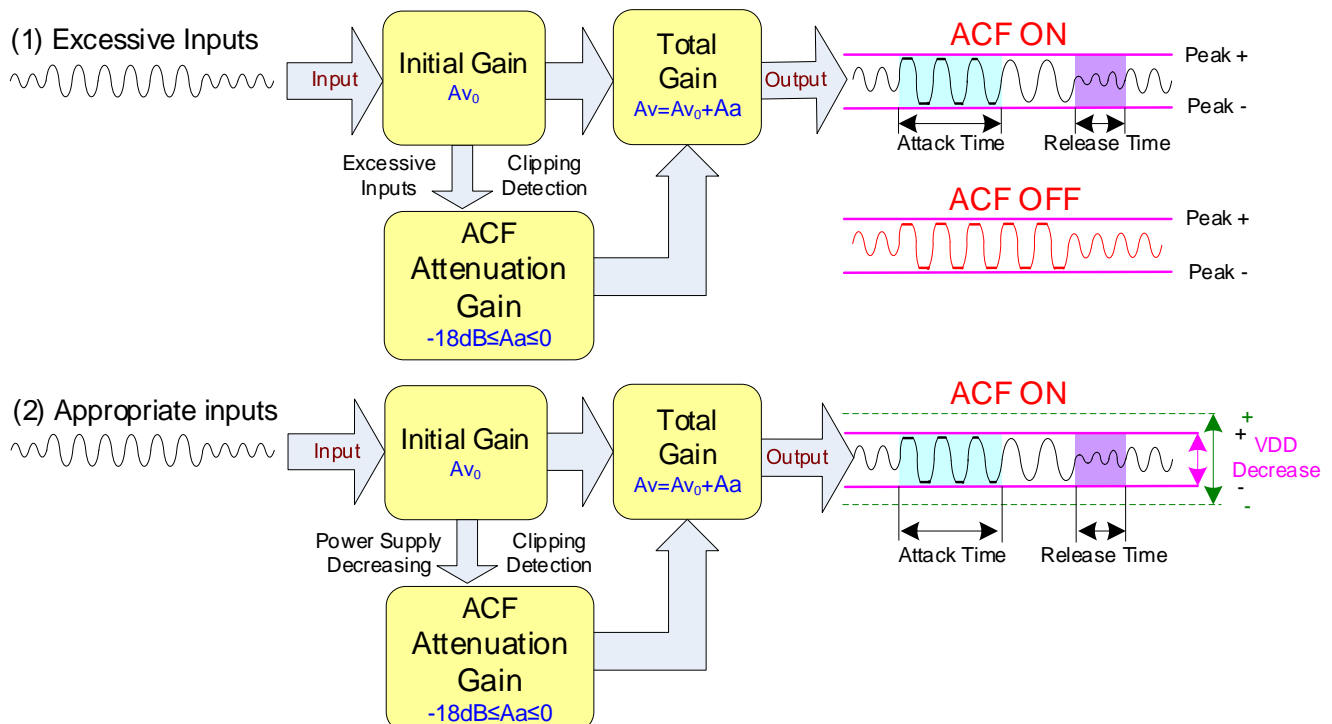 (1) Excessive Inputs
Input
Initial Gain
Av0
Total
Gain
Av=Av0+Aa
Output
ACF ON
Peak +
Peak -
Attack Time
Release Time
Excessive
Inputs
Clipping
Detection
ACF
Attenuation
Gain
-18dB≤Aa≤0
ACF OFF
Peak +
Peak -
(2) Appropriate inputs
Input
Initial Gain
Av0
Total
Gain
Av=Av0+Aa
Output
ACF ON
+
+
VDD
Decrease
-
-
Attack Time
Release Time
Power Supply
Decreasing
Clipping
Detection
ACF
Attenuation
Gain
-18dB≤Aa≤0